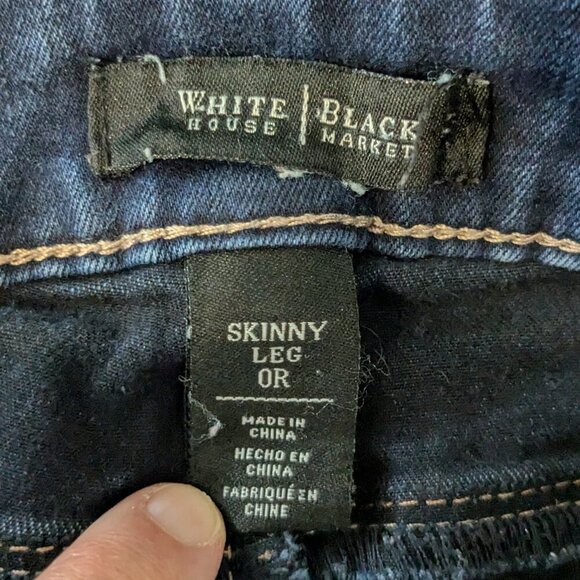 WHITE | BLACK
HOUSE MARKET
SKINNY
LEG
0R
MADE IN
CHINA
HECHO EN
CHINA
FABRIQUÉ EN
CHINE